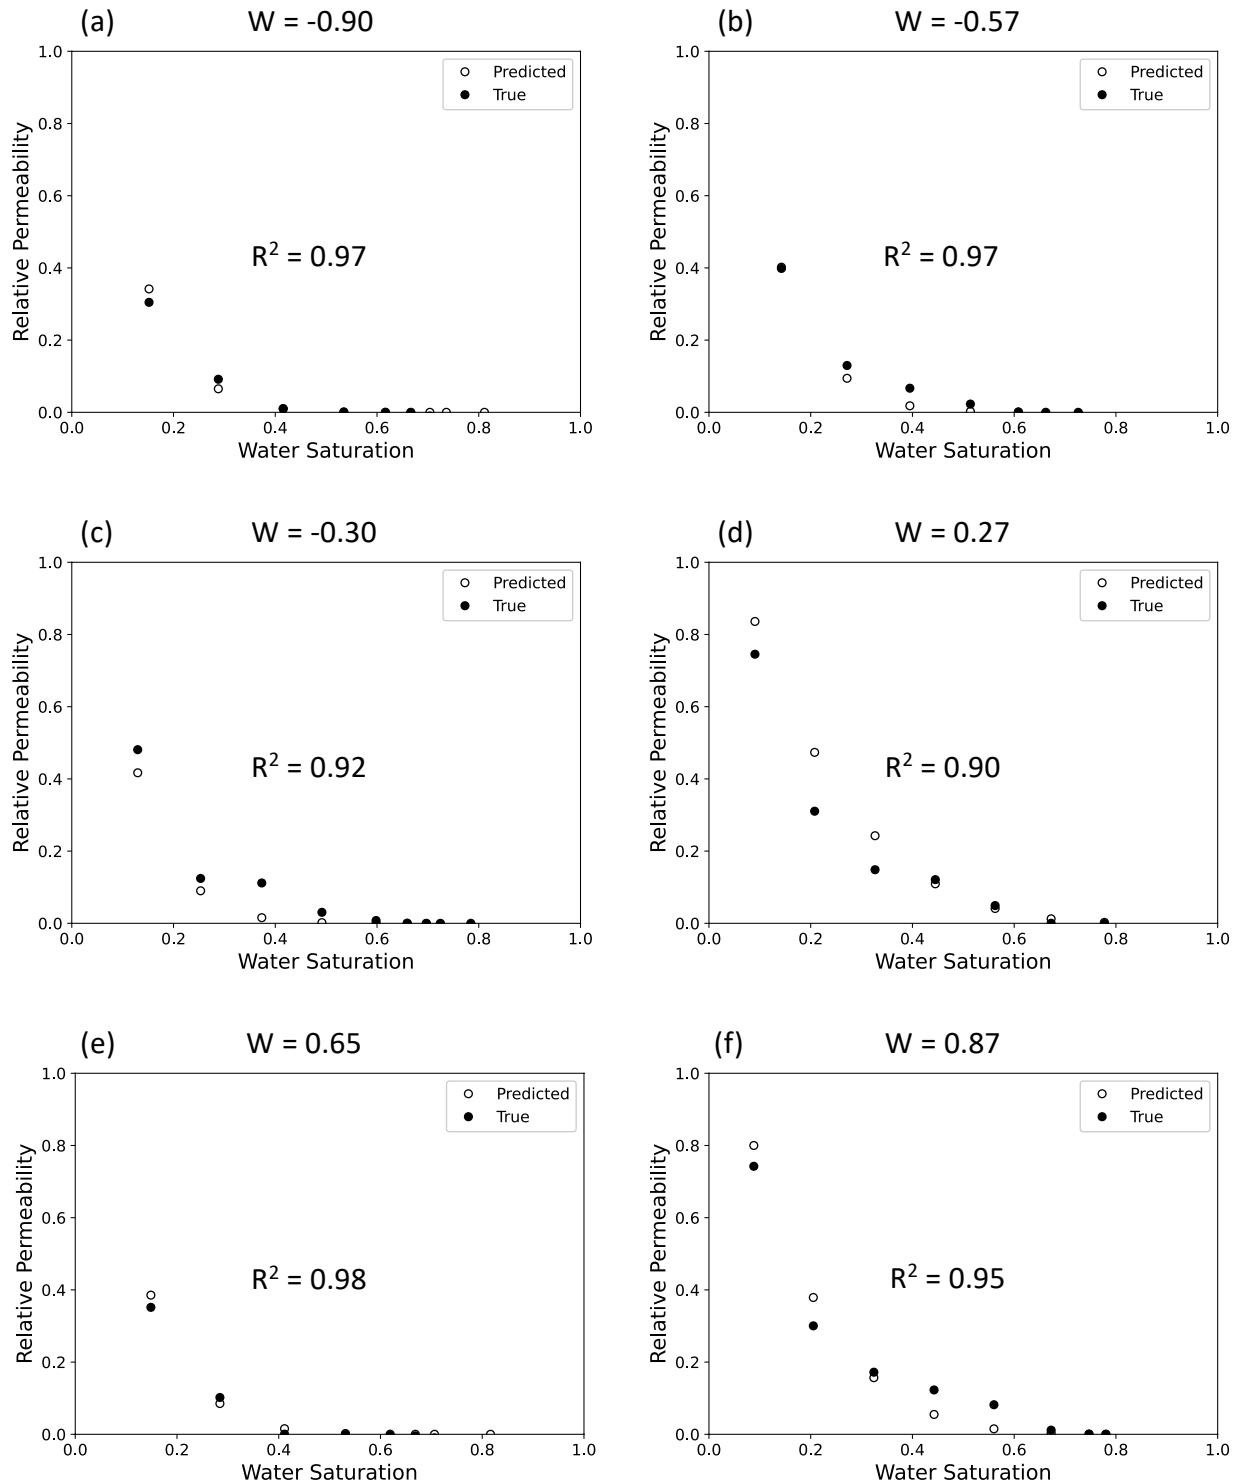 (a) W = -0.90
1.0
0.8
0.6
0.4
0.2
0.0
Relative Permeability
Predicted
True
R² = 0.97
0.0 0.2 0.4 0.6 0.8 1.0
Water Saturation
(b) W = -0.57
1.0
0.8
0.6
0.4
0.2
0.0
Relative Permeability
Predicted
True
R² = 0.97
0.0 0.2 0.4 0.6 0.8 1.0
Water Saturation
(c) W = -0.30
1.0
0.8
0.6
0.4
0.2
0.0
Relative Permeability
Predicted
True
R² = 0.92
0.0 0.2 0.4 0.6 0.8 1.0
Water Saturation
(d) W = 0.27
1.0
0.8
0.6
0.4
0.2
0.0
Relative Permeability
Predicted
True
R² = 0.90
0.0 0.2 0.4 0.6 0.8 1.0
Water Saturation
(e) W = 0.65
1.0
0.8
0.6
0.4
0.2
0.0
Relative Permeability
Predicted
True
R² = 0.98
0.0 0.2 0.4 0.6 0.8 1.0
Water Saturation
(f) W = 0.87
1.0
0.8
0.6
0.4
0.2
0.0
Relative Permeability
Predicted
True
R² = 0.95
0.0 0.2 0.4 0.6 0.8 1.0
Water Saturation